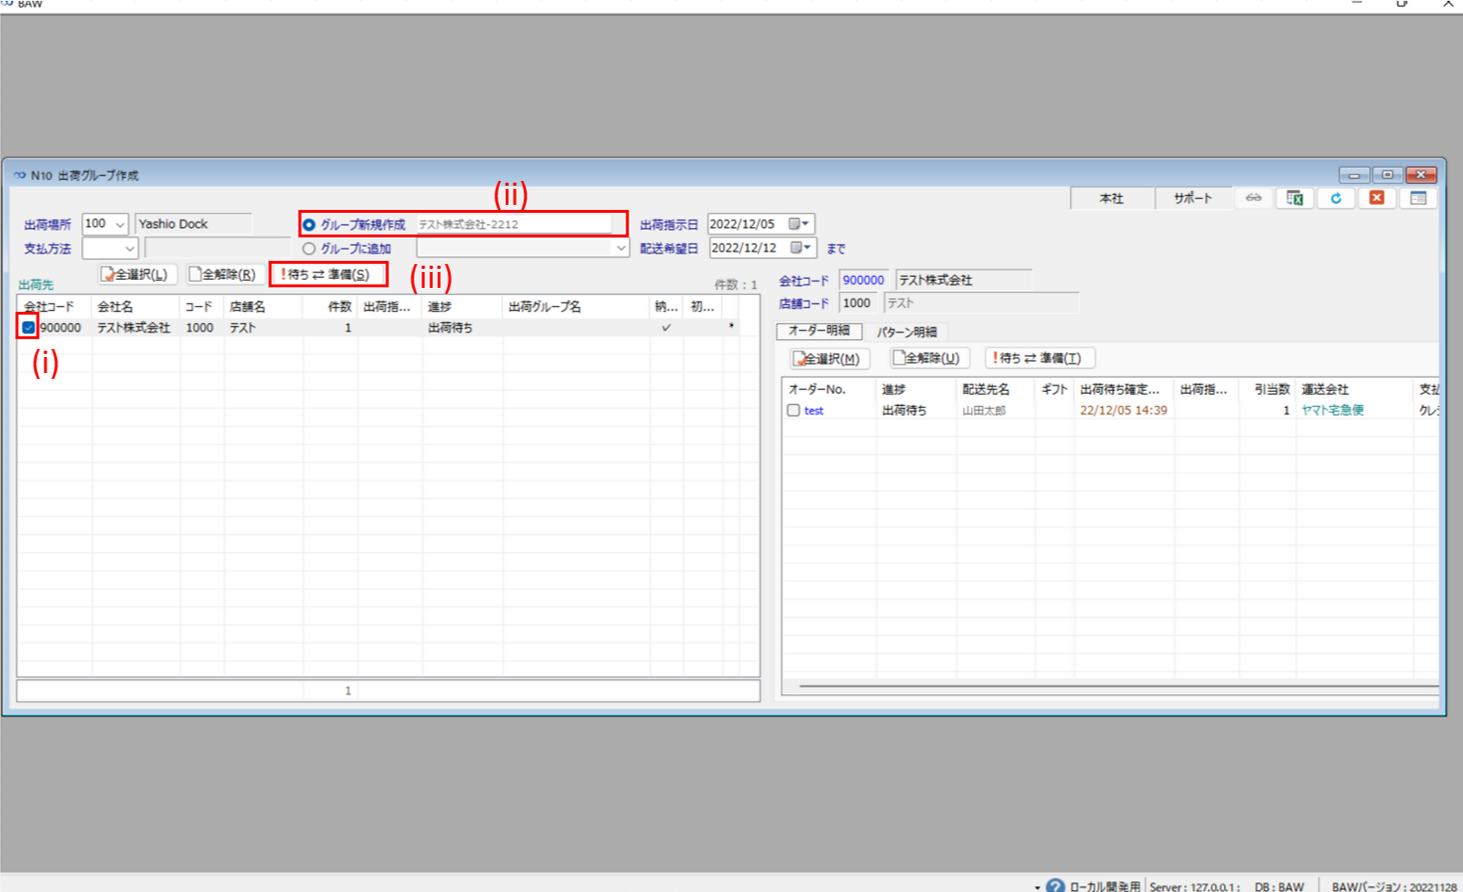 BAW
N10 出荷グループ作成
(ii)
本社 サポート
出荷場所 100 Yashio Dock グループ新規作成 テスト株式会社-2212 出荷指示日 2022/12/05
支払方法 グループに追加 配送希望日 2022/12/12 まで
全選択(L) 全解除(R) !待ち⇄準備(S) (iii)
出荷先 件数:1
会社コード 900000 テスト株式会社
店舗コード 1000 テスト
会社コード 会社名 コード 店舗名 件数 出荷指... 進捗 出荷グループ名 納... 初...
900000 テスト株式会社 1000 テスト 1 出荷待ち ✓ *
(i)
1
オーダー明細 パターン明細
全選択(M) 全解除(U) !待ち⇄準備(T)
オーダーNo. 進捗 配送先名 ギフト 出荷待ち確定... 出荷指... 引当数 運送会社 支払
test 出荷待ち 山田太郎 22/12/05 14:39 1 ヤマト宅急便 クレ
ローカル開発用 Server : 127.0.0.1 : DB : BAW BAWバージョン : 20221128